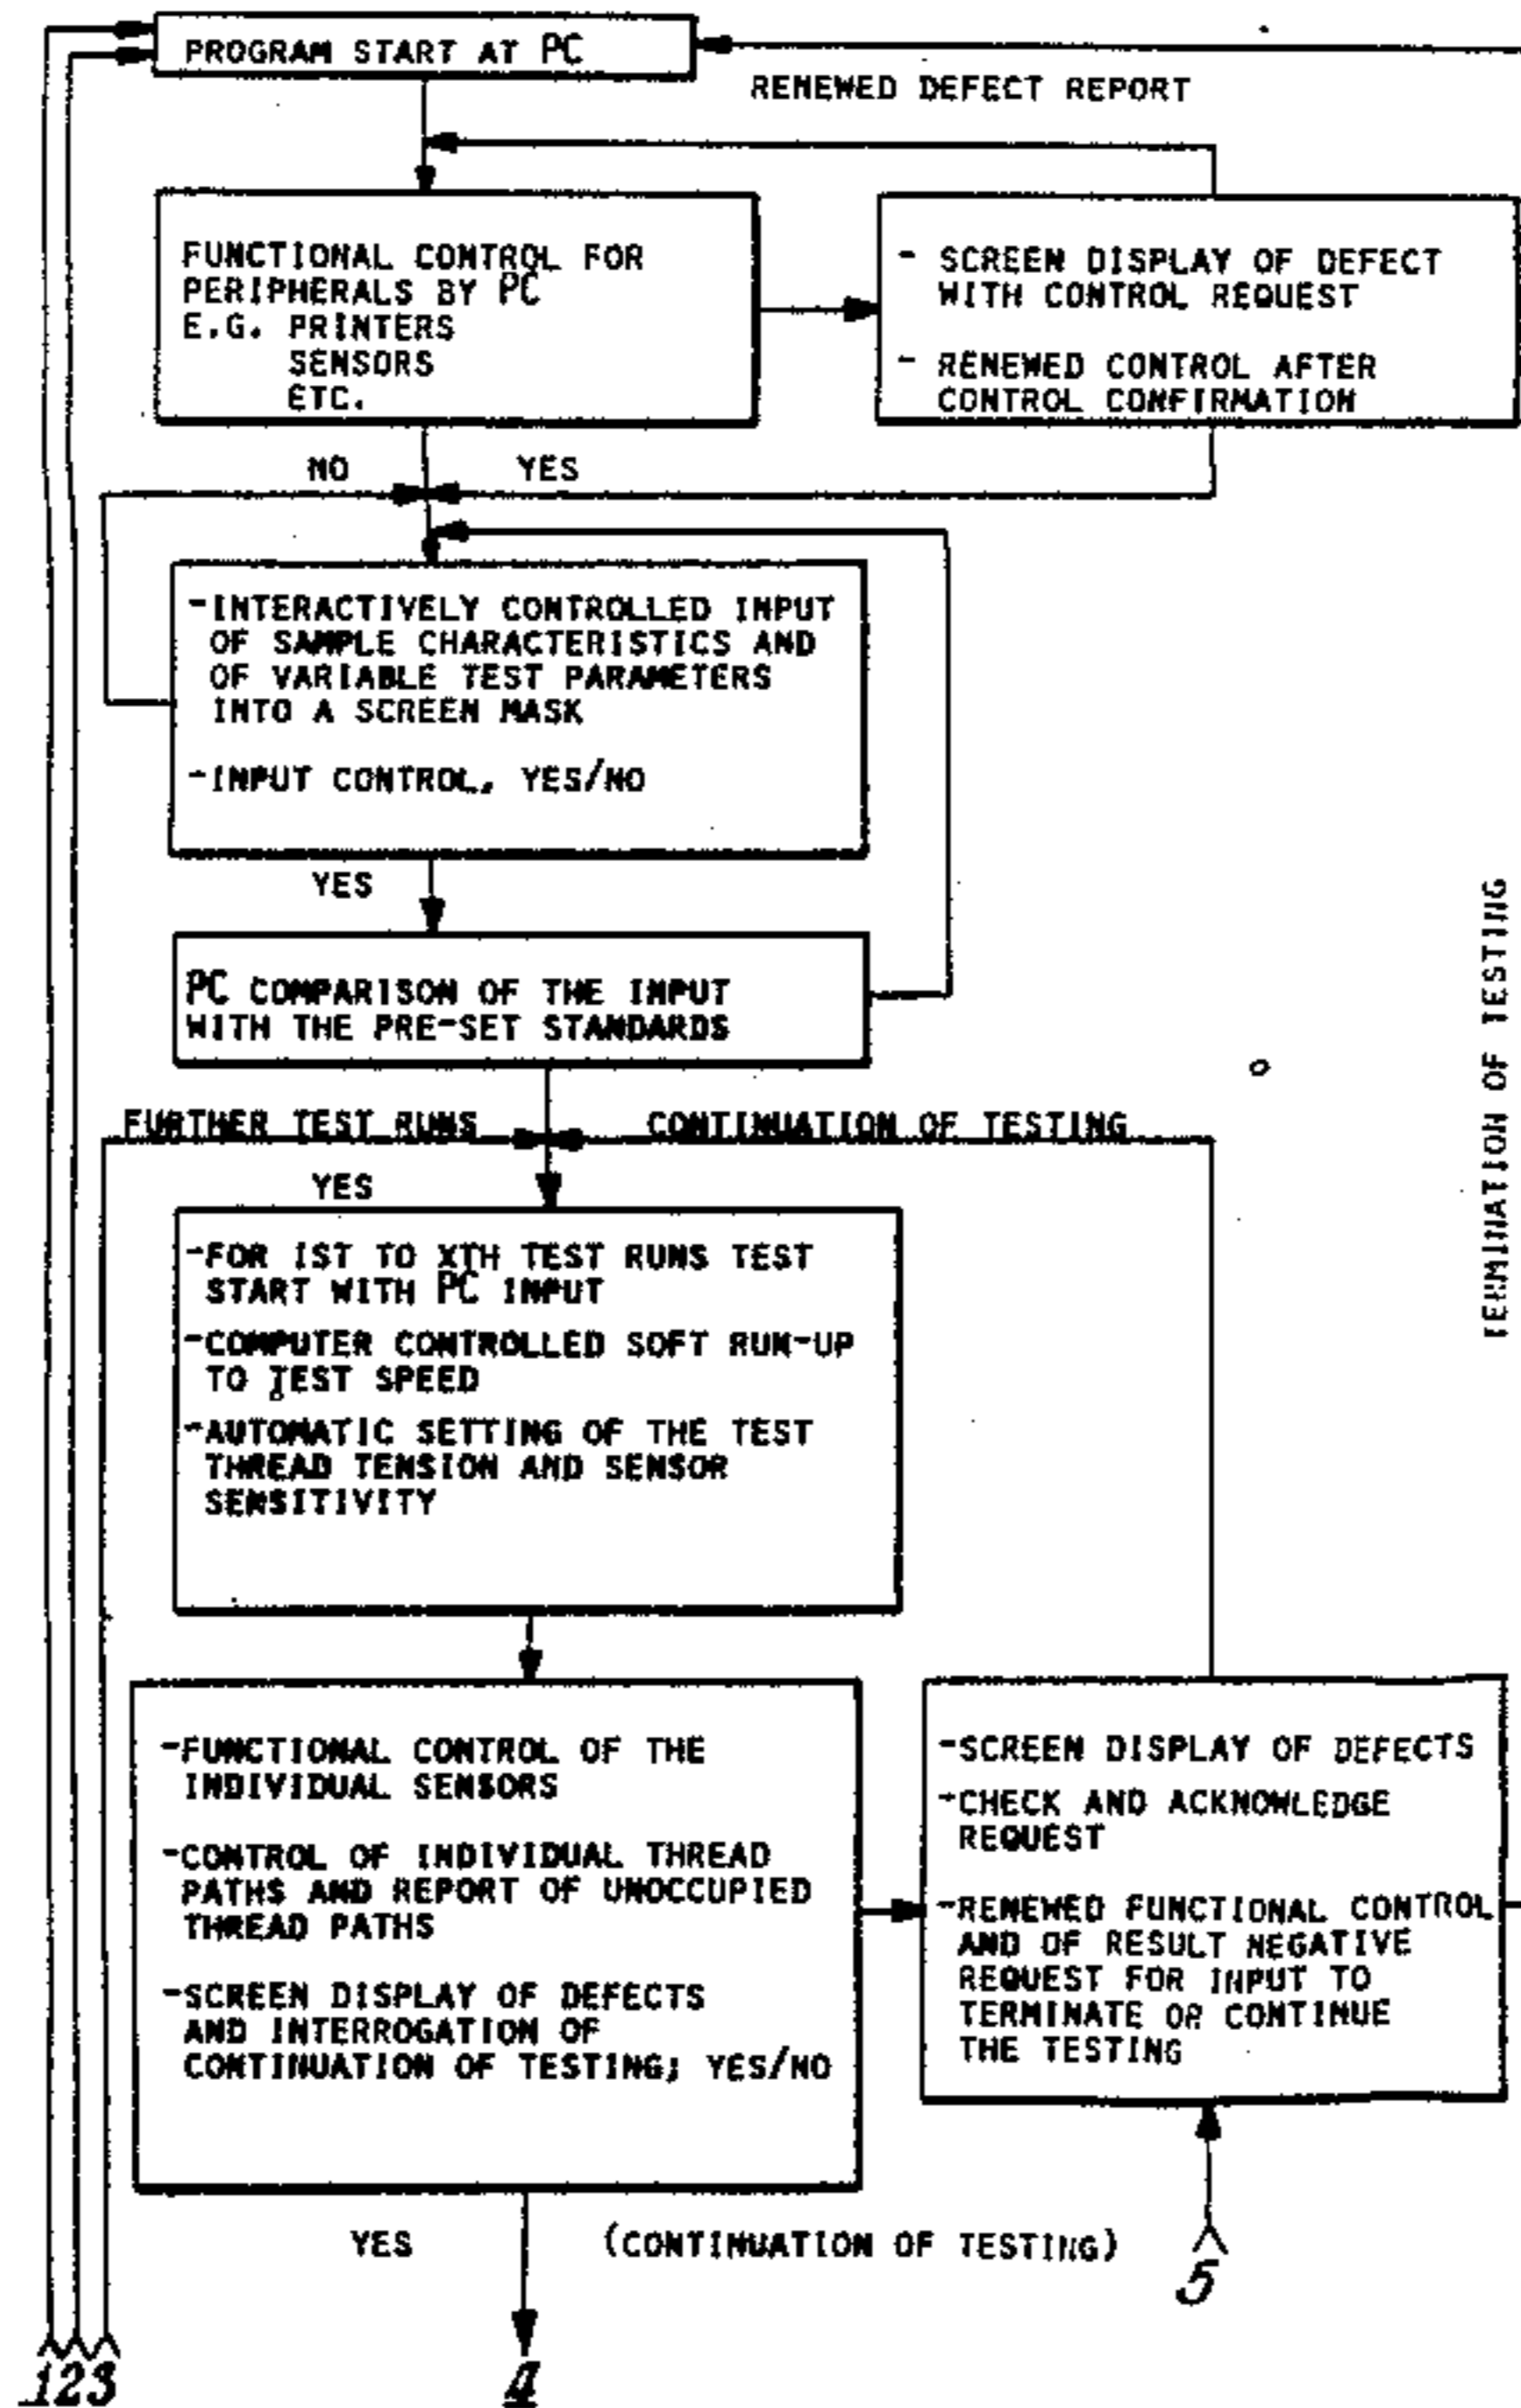 PROGRAM START AT PC
RENEWED DEFECT REPORT
FUNCTIONAL CONTROL FOR
PERIPHERALS BY PC
E.G. PRINTERS
SENSORS
ETC.
- SCREEN DISPLAY OF DEFECT
WITH CONTROL REQUEST
- RENEWED CONTROL AFTER
CONTROL CONFIRMATION
NO YES
-INTERACTIVELY CONTROLLED INPUT
OF SAMPLE CHARACTERISTICS AND
OF VARIABLE TEST PARAMETERS
INTO A SCREEN MASK
-INPUT CONTROL, YES/NO
YES
PC COMPARISON OF THE INPUT
WITH THE PRE-SET STANDARDS
TERMINATION OF TESTING
FURTHER TEST RUNS CONTINUATION OF TESTING
YES
-FOR IST TO XTH TEST RUNS TEST
START WITH PC INPUT
-COMPUTER CONTROLLED SOFT RUN-UP
TO TEST SPEED
-AUTOMATIC SETTING OF THE TEST
THREAD TENSION AND SENSOR
SENSITIVITY
-FUNCTIONAL CONTROL OF THE
INDIVIDUAL SENSORS
-CONTROL OF INDIVIDUAL THREAD
PATHS AND REPORT OF UNOCCUPIED
THREAD PATHS
-SCREEN DISPLAY OF DEFECTS
AND INTERROGATION OF
CONTINUATION OF TESTING; YES/NO
-SCREEN DISPLAY OF DEFECTS
-CHECK AND ACKNOWLEDGE
REQUEST
-RENEWED FUNCTIONAL CONTROL
AND OF RESULT NEGATIVE
REQUEST FOR INPUT TO
TERMINATE OR CONTINUE
THE TESTING
YES (CONTINUATION OF TESTING)
5
1 2 3 4